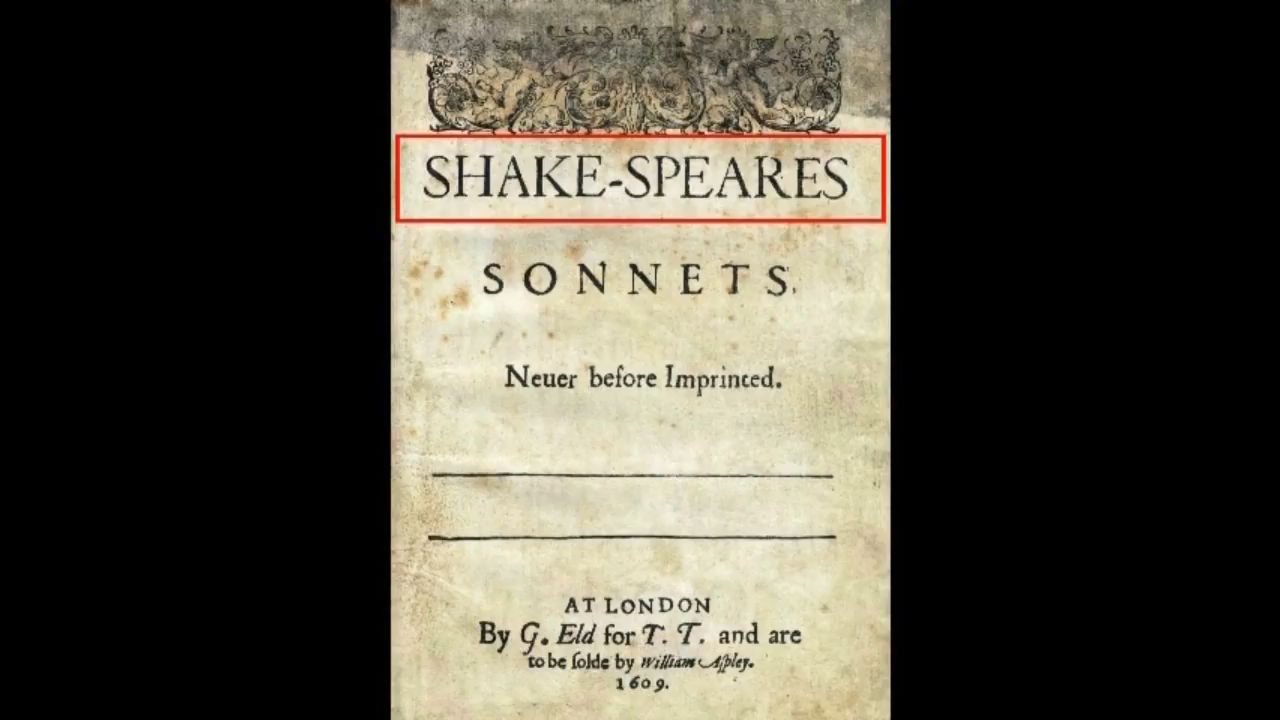 SHAKE-SPEARES
SONNETS.
Neuer before Imprinted.
AT LONDON
By G. Eld for T. T. and are
to be ſolde by William Aſpley.
1609.